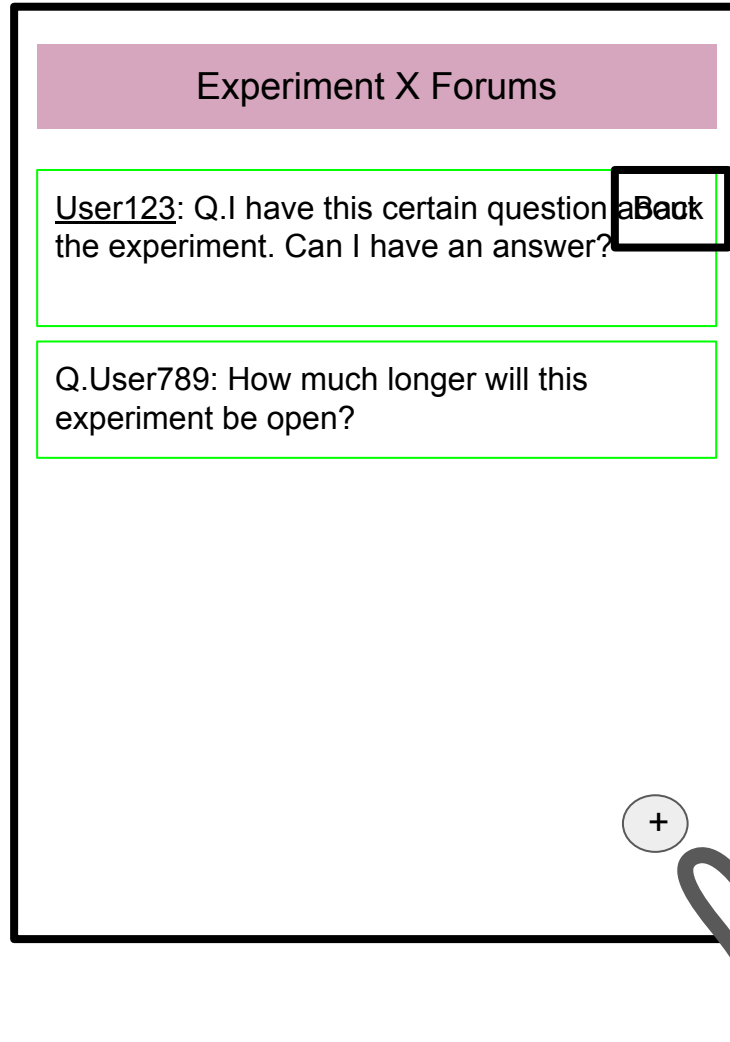 Experiment X Forums
User123: Q.I have this certain question about
Back
the experiment. Can I have an answer?
Q.User789: How much longer will this
experiment be open?
+